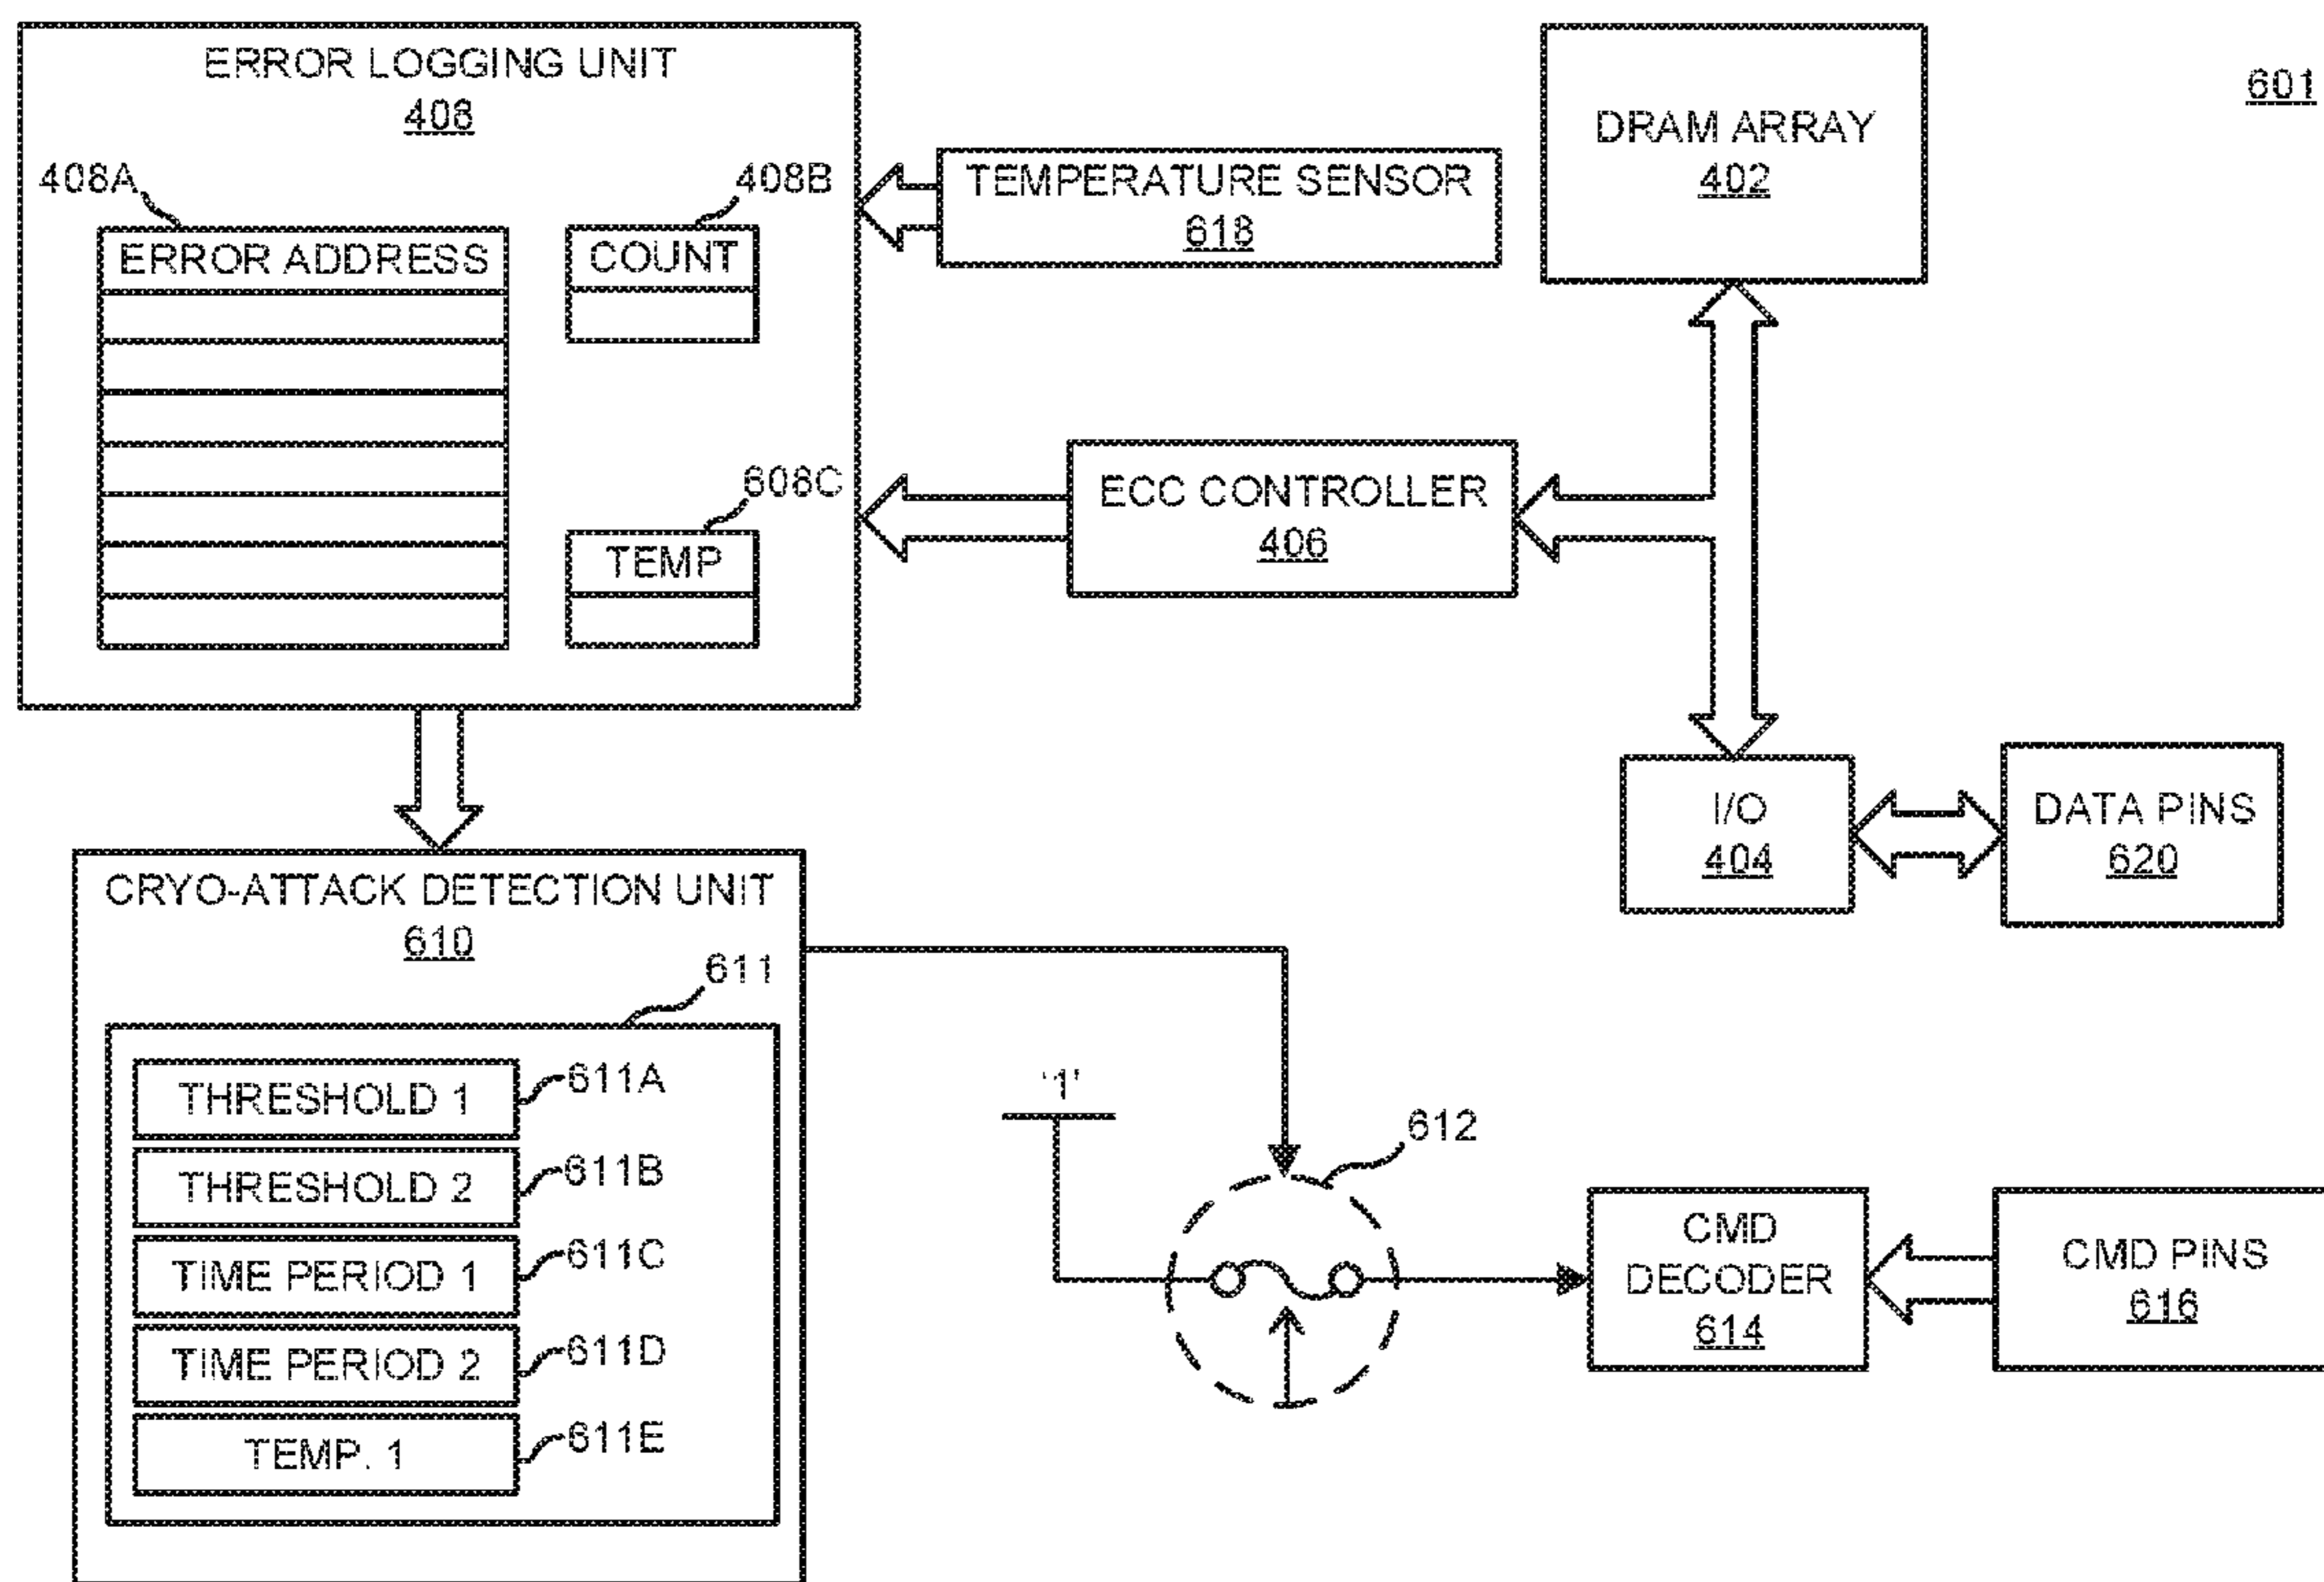 ERROR LOGGING UNIT
408
408A
ERROR ADDRESS
408B
COUNT
608C
TEMP
TEMPERATURE SENSOR
618
DRAM ARRAY
402
601
ECC CONTROLLER
406
I/O
404
DATA PINS
620
CRYO-ATTACK DETECTION UNIT
610
611
THRESHOLD 1
611A
THRESHOLD 2
611B
TIME PERIOD 1
611C
TIME PERIOD 2
611D
TEMP. 1
611E
'1'
612
CMD
DECODER
614
CMD PINS
616